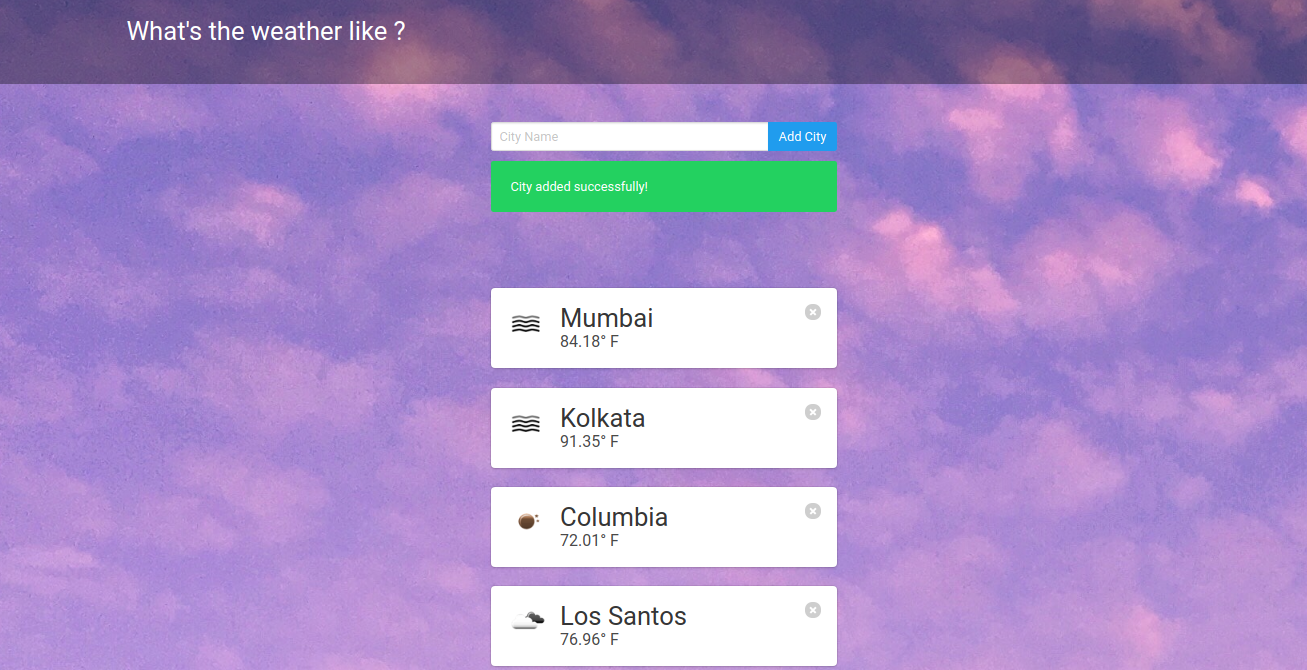 What's the weather like ?
City Name
Add City
City added successfully!
Mumbai
84.18° F
Kolkata
91.35° F
Columbia
72.01° F
Los Santos
76.96° F